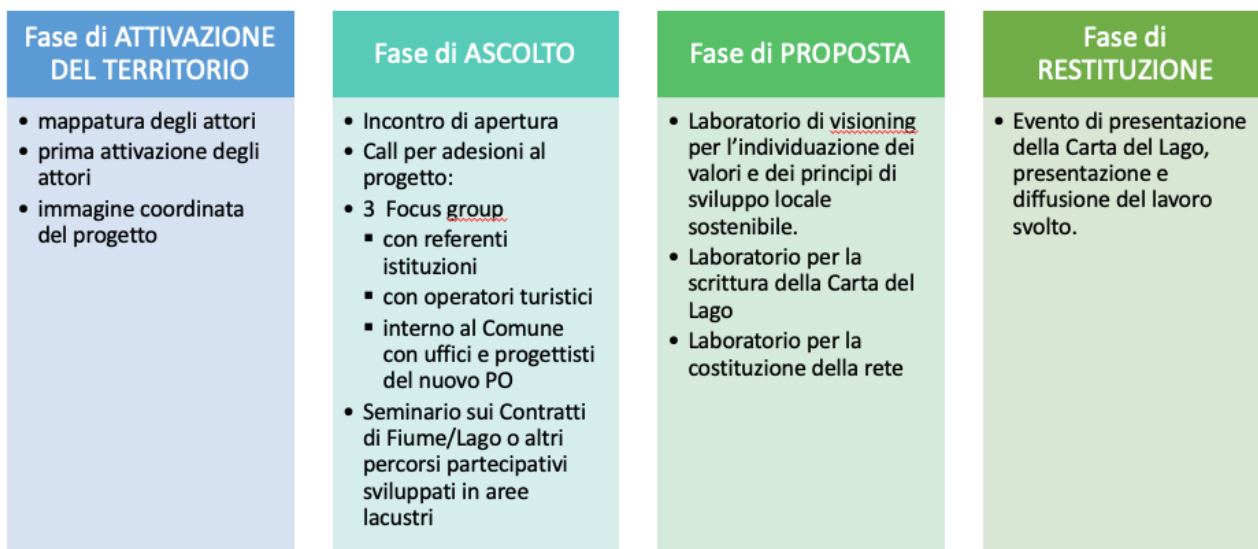 Fase di ATTIVAZIONE
DEL TERRITORIO
• mappatura degli attori
• prima attivazione degli
attori
• immagine coordinata
del progetto
Fase di ASCOLTO
• Incontro di apertura
• Call per adesioni al
progetto:
• 3 Focus group
▪ con referenti
istituzioni
▪ con operatori turistici
▪ interno al Comune
con uffici e progettisti
del nuovo PO
• Seminario sui Contratti
di Fiume/Lago o altri
percorsi partecipativi
sviluppati in aree
lacustri
Fase di PROPOSTA
• Laboratorio di visioning
per l'individuazione dei
valori e dei principi di
sviluppo locale
sostenibile.
• Laboratorio per la
scrittura della Carta del
Lago
• Laboratorio per la
costituzione della rete
Fase di
RESTITUZIONE
• Evento di presentazione
della Carta del Lago,
presentazione e
diffusione del lavoro
svolto.